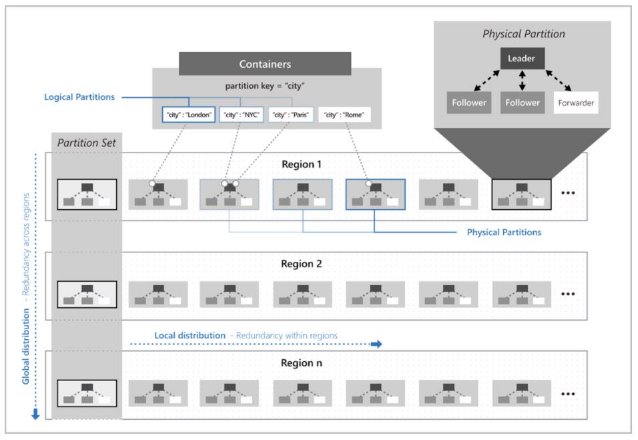 Physical Partition
Leader
Follower
Follower
Forwarder
Containers
partition key = "city"
Logical Partitions
"city" : "London"
"city" : "NYC"
"city" : "Paris"
"city" : "Rome"
Partition Set
Region 1
...
Physical Partitions
Region 2
...
Local distribution - Redundancy within regions
Region n
...
Global distribution - Redundancy across regions